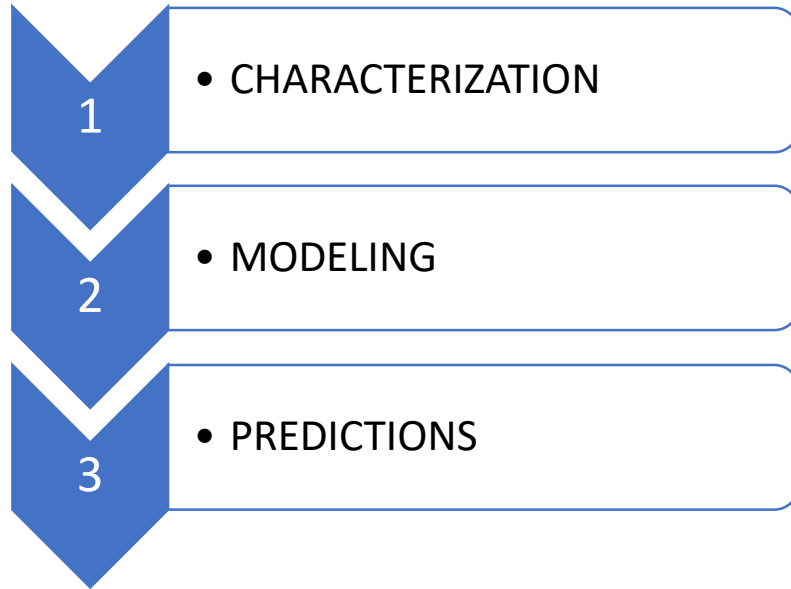 1
• CHARACTERIZATION
2
• MODELING
3
• PREDICTIONS